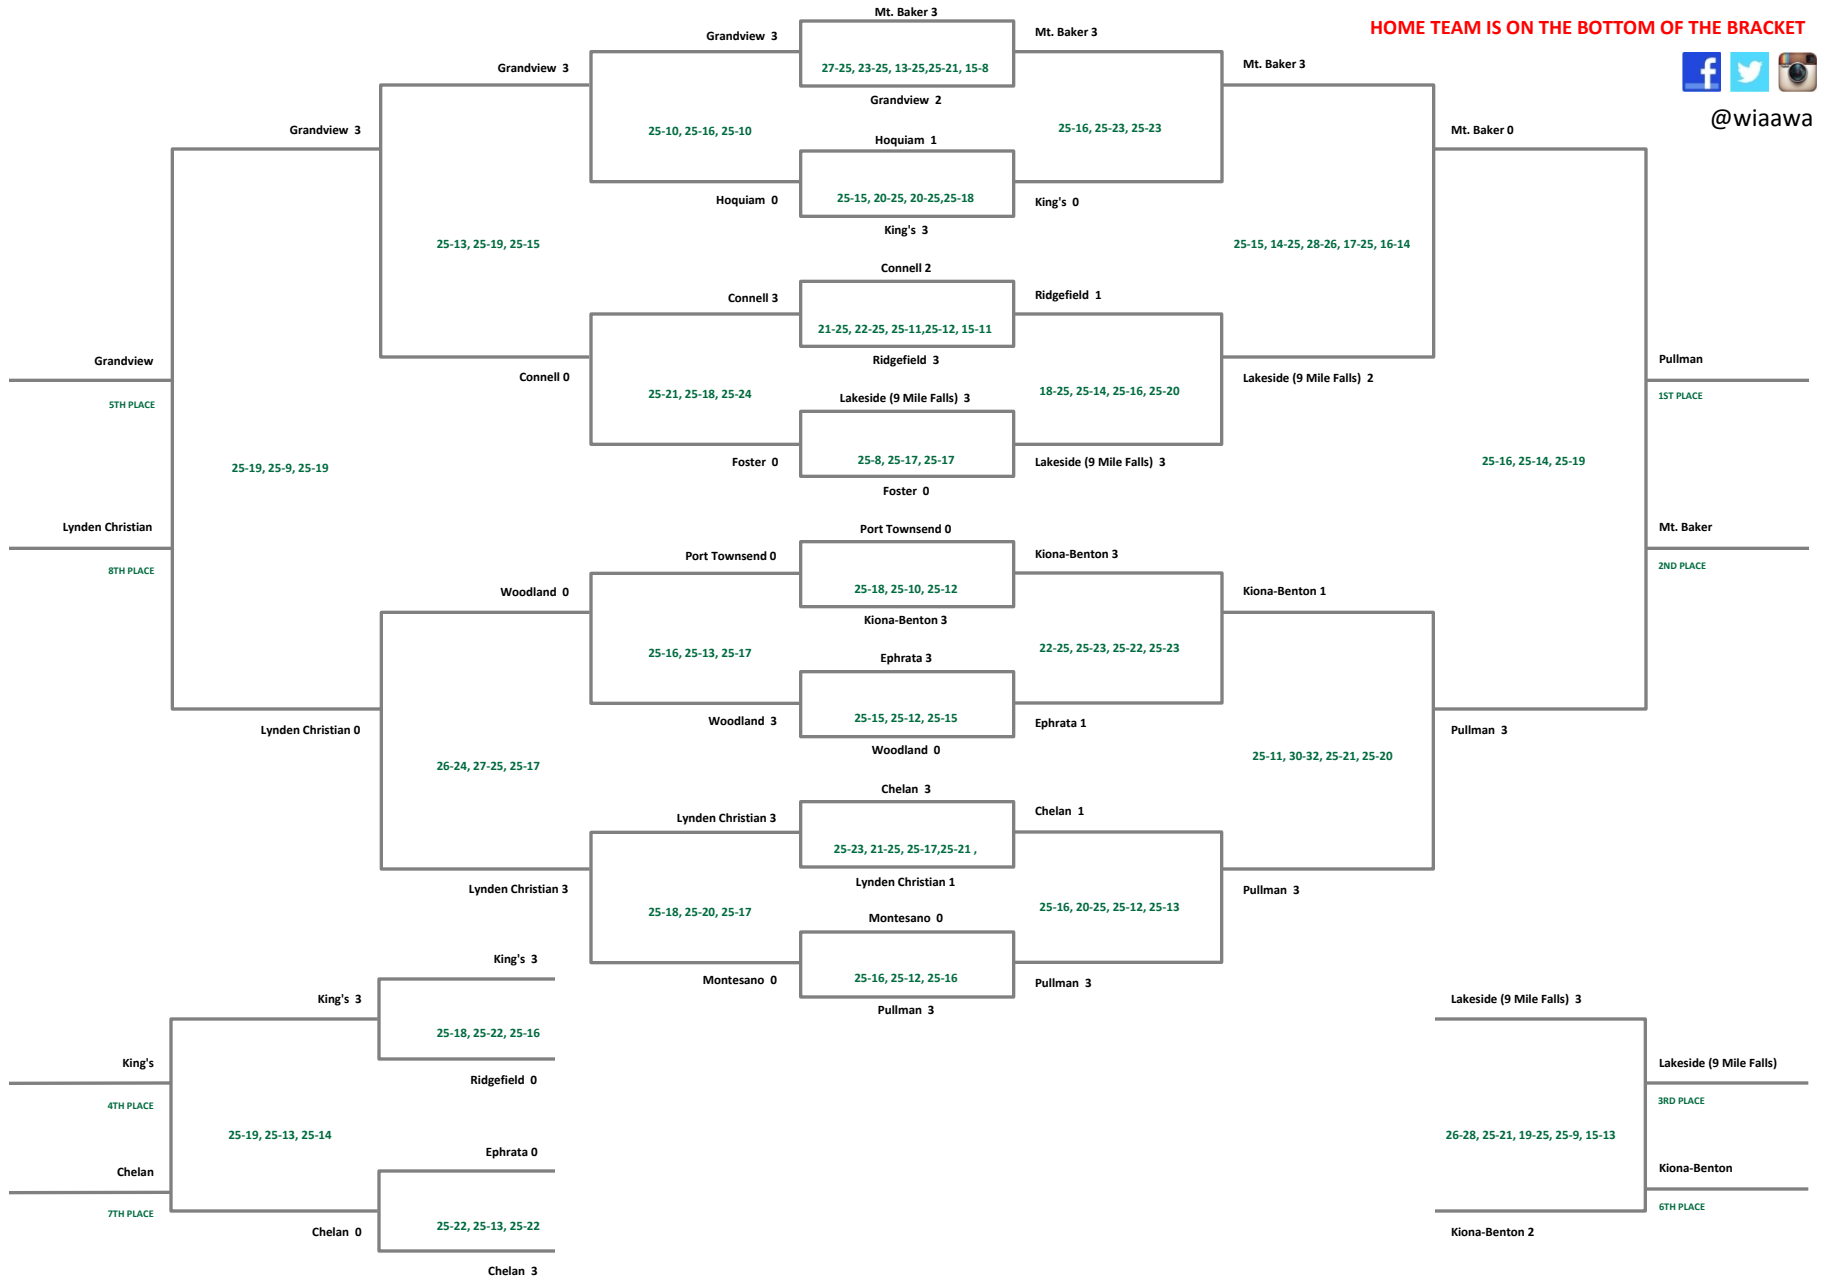 Mt. Baker 3
HOME TEAM IS ON THE BOTTOM OF THE BRACKET
Grandview 3
Mt. Baker 3
Grandview 3
27-25, 23-25, 13-25,25-21, 15-8
Mt. Baker 3
Grandview 2
@wiaawa
Grandview 3
25-10, 25-16, 25-10
25-16, 25-23, 25-23
Mt. Baker 0
Hoquiam 1
Hoquiam 0
25-15, 20-25, 20-25,25-18
King's 0
King's 3
25-13, 25-19, 25-15
25-15, 14-25, 28-26, 17-25, 16-14
Connell 2
Connell 3
Ridgefield 1
21-25, 22-25, 25-11,25-12, 15-11
Grandview
Ridgefield 3
Pullman
Connell 0
Lakeside (9 Mile Falls) 2
5TH PLACE
25-21, 25-18, 25-24
Lakeside (9 Mile Falls) 3
18-25, 25-14, 25-16, 25-20
1ST PLACE
25-19, 25-9, 25-19
Foster 0
25-8, 25-17, 25-17
Lakeside (9 Mile Falls) 3
25-16, 25-14, 25-19
Foster 0
Lynden Christian
Port Townsend 0
Mt. Baker
Port Townsend 0
Kiona-Benton 3
8TH PLACE
2ND PLACE
Woodland 0
25-18, 25-10, 25-12
Kiona-Benton 1
Kiona-Benton 3
25-16, 25-13, 25-17
Ephrata 3
22-25, 25-23, 25-22, 25-23
Lynden Christian 0
Woodland 3
25-15, 25-12, 25-15
Ephrata 1
Pullman 3
Woodland 0
26-24, 27-25, 25-17
25-11, 30-32, 25-21, 25-20
Chelan 3
Lynden Christian 3
Chelan 1
25-23, 21-25, 25-17,25-21 ,
Lynden Christian 3
Lynden Christian 1
Pullman 3
25-18, 25-20, 25-17
Montesano 0
25-16, 20-25, 25-12, 25-13
King's 3
Montesano 0
25-16, 25-12, 25-16
Pullman 3
King's 3
Pullman 3
Lakeside (9 Mile Falls) 3
25-18, 25-22, 25-16
King's
Ridgefield 0
Lakeside (9 Mile Falls)
4TH PLACE
3RD PLACE
25-19, 25-13, 25-14
26-28, 25-21, 19-25, 25-9, 15-13
Ephrata 0
Chelan
Kiona-Benton
7TH PLACE
6TH PLACE
Chelan 0
25-22, 25-13, 25-22
Kiona-Benton 2
Chelan 3